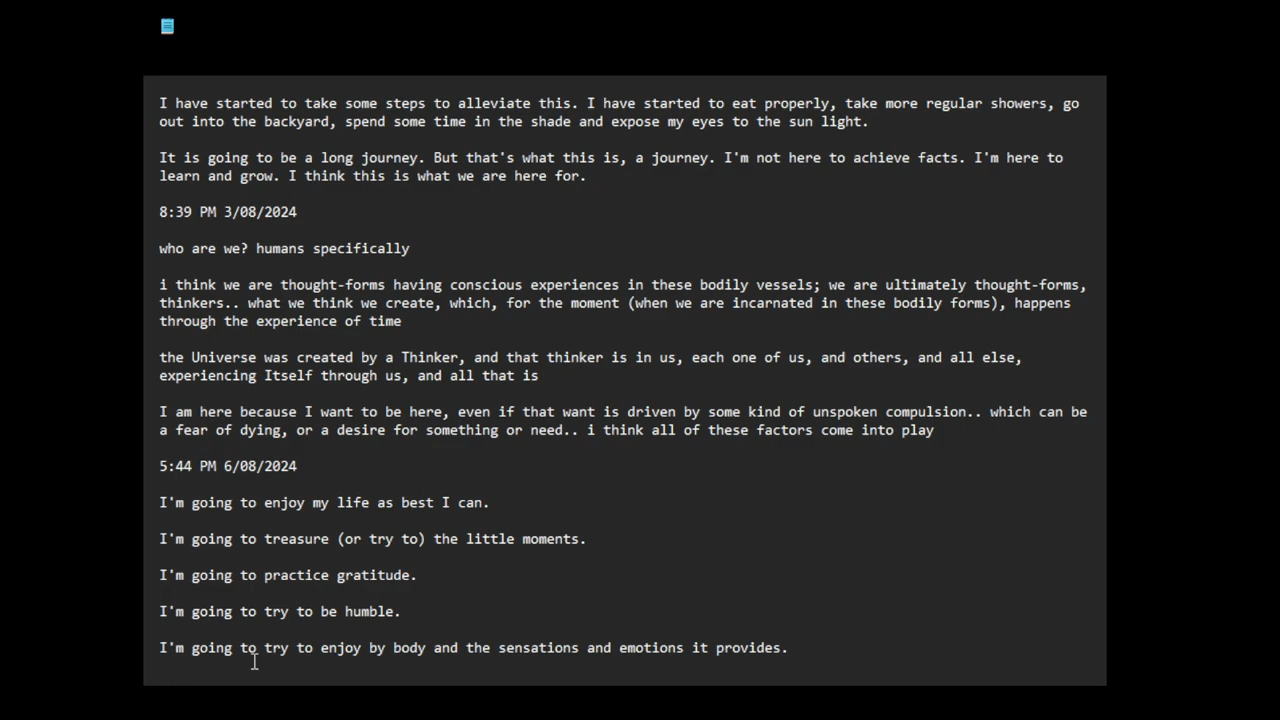 I have started to take some steps to alleviate this. I have started to eat properly, take more regular showers, go
out into the backyard, spend some time in the shade and expose my eyes to the sun light.
It is going to be a long journey. But that's what this is, a journey. I'm not here to achieve facts. I'm here to
learn and grow. I think this is what we are here for.
8:39 PM 3/08/2024
who are we? humans specifically
i think we are thought-forms having conscious experiences in these bodily vessels; we are ultimately thought-forms,
thinkers.. what we think we create, which, for the moment (when we are incarnated in these bodily forms), happens
through the experience of time
the Universe was created by a Thinker, and that thinker is in us, each one of us, and others, and all else,
experiencing Itself through us, and all that is
I am here because I want to be here, even if that want is driven by some kind of unspoken compulsion.. which can be
a fear of dying, or a desire for something or need.. i think all of these factors come into play
5:44 PM 6/08/2024
I'm going to enjoy my life as best I can.
I'm going to treasure (or try to) the little moments.
I'm going to practice gratitude.
I'm going to try to be humble.
I'm going to try to enjoy by body and the sensations and emotions it provides.